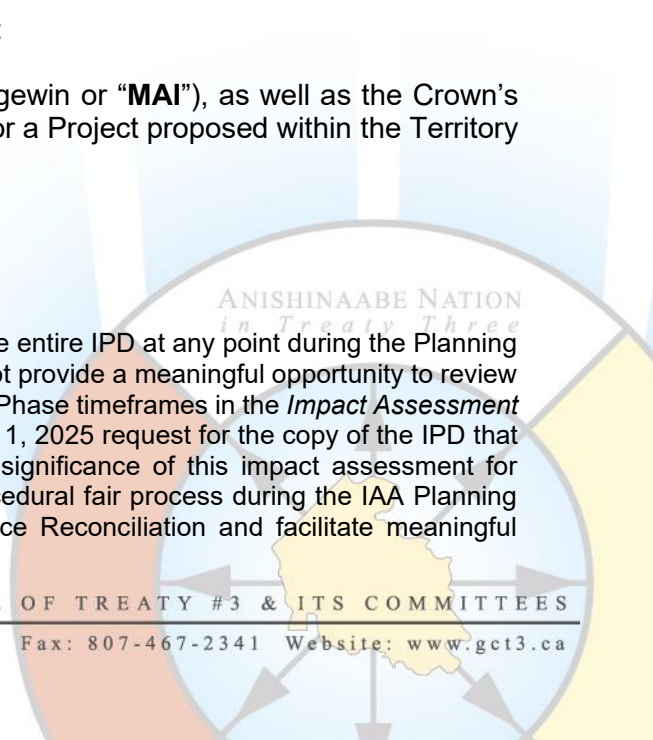 gewin or “MAI”), as well as the Crown’s
or a Project proposed within the Territory
ANISHINAABE NATION
in Treaty Three
e entire IPD at any point during the Planning
ot provide a meaningful opportunity to review
Phase timeframes in the Impact Assessment
1, 2025 request for the copy of the IPD that
significance of this impact assessment for
cedural fair process during the IAA Planning
ce Reconciliation and facilitate meaningful
OF TREATY #3 & ITS COMMITTEES
Fax: 807-467-2341 Website: www.gct3.ca